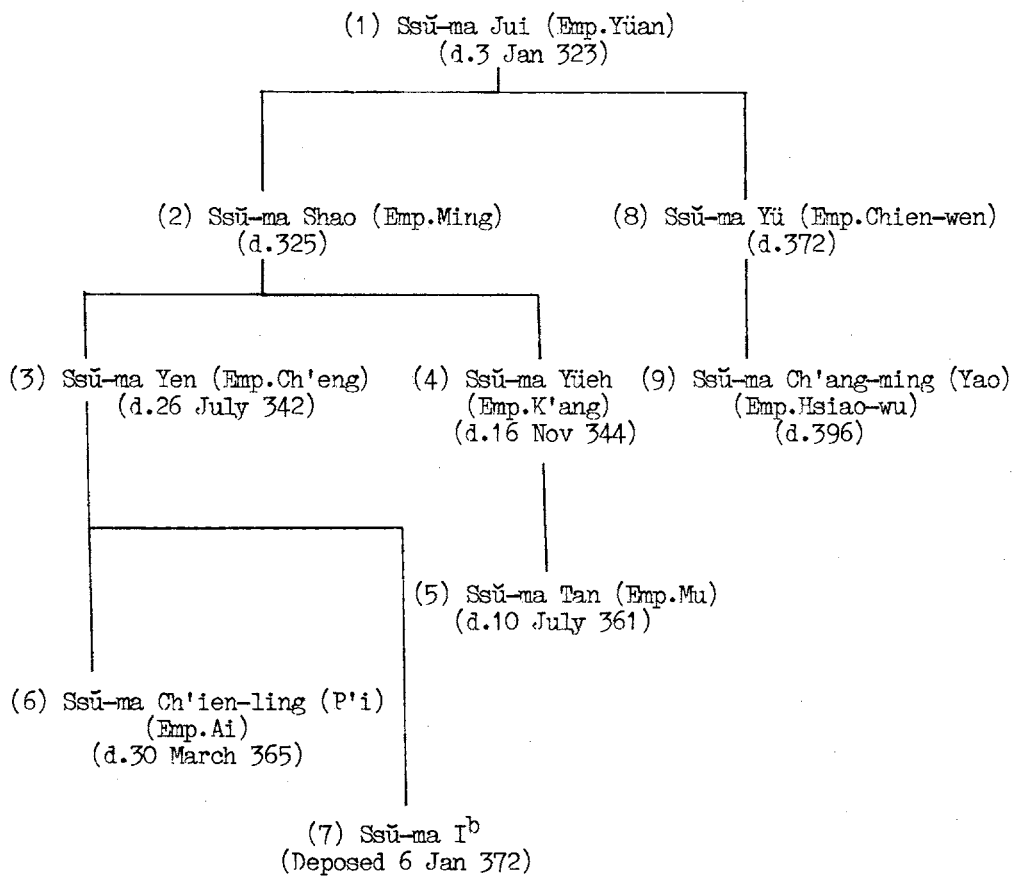 (1) Ssŭ-ma Jui (Emp.Yüan)
(d.3 Jan 323)
(2) Ssŭ-ma Shao (Emp.Ming)
(d.325)
(8) Ssŭ-ma Yü (Emp.Chien-wen)
(d.372)
(3) Ssŭ-ma Yen (Emp.Ch'eng)
(d.26 July 342)
(4) Ssŭ-ma Yüeh
(Emp.K'ang)
(d.16 Nov 344)
(9) Ssŭ-ma Ch'ang-ming (Yao)
(Emp.Hsiao-wu)
(d.396)
(5) Ssŭ-ma Tan (Emp.Mu)
(d.10 July 361)
(6) Ssŭ-ma Ch'ien-ling (P'i)
(Emp.Ai)
(d.30 March 365)
(7) Ssŭ-ma Iᵇ
(Deposed 6 Jan 372)